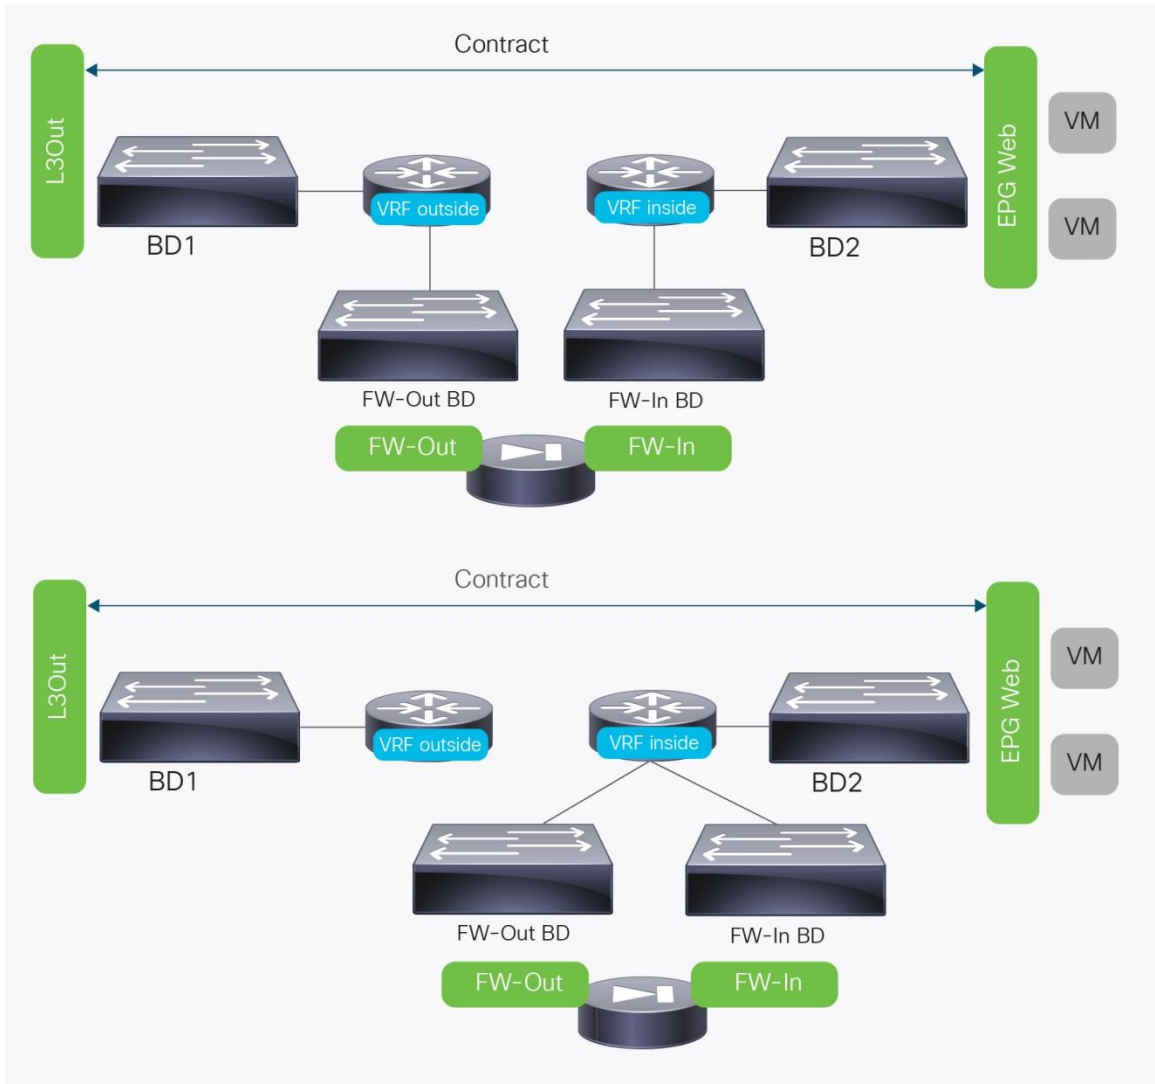 Contract
L3Out
EPG Web
VM
VM
VRF outside
VRF inside
BD1
BD2
FW-Out BD
FW-In BD
FW-Out
FW-In
Contract
L3Out
EPG Web
VM
VM
VRF outside
VRF inside
BD1
BD2
FW-Out BD
FW-In BD
FW-Out
FW-In